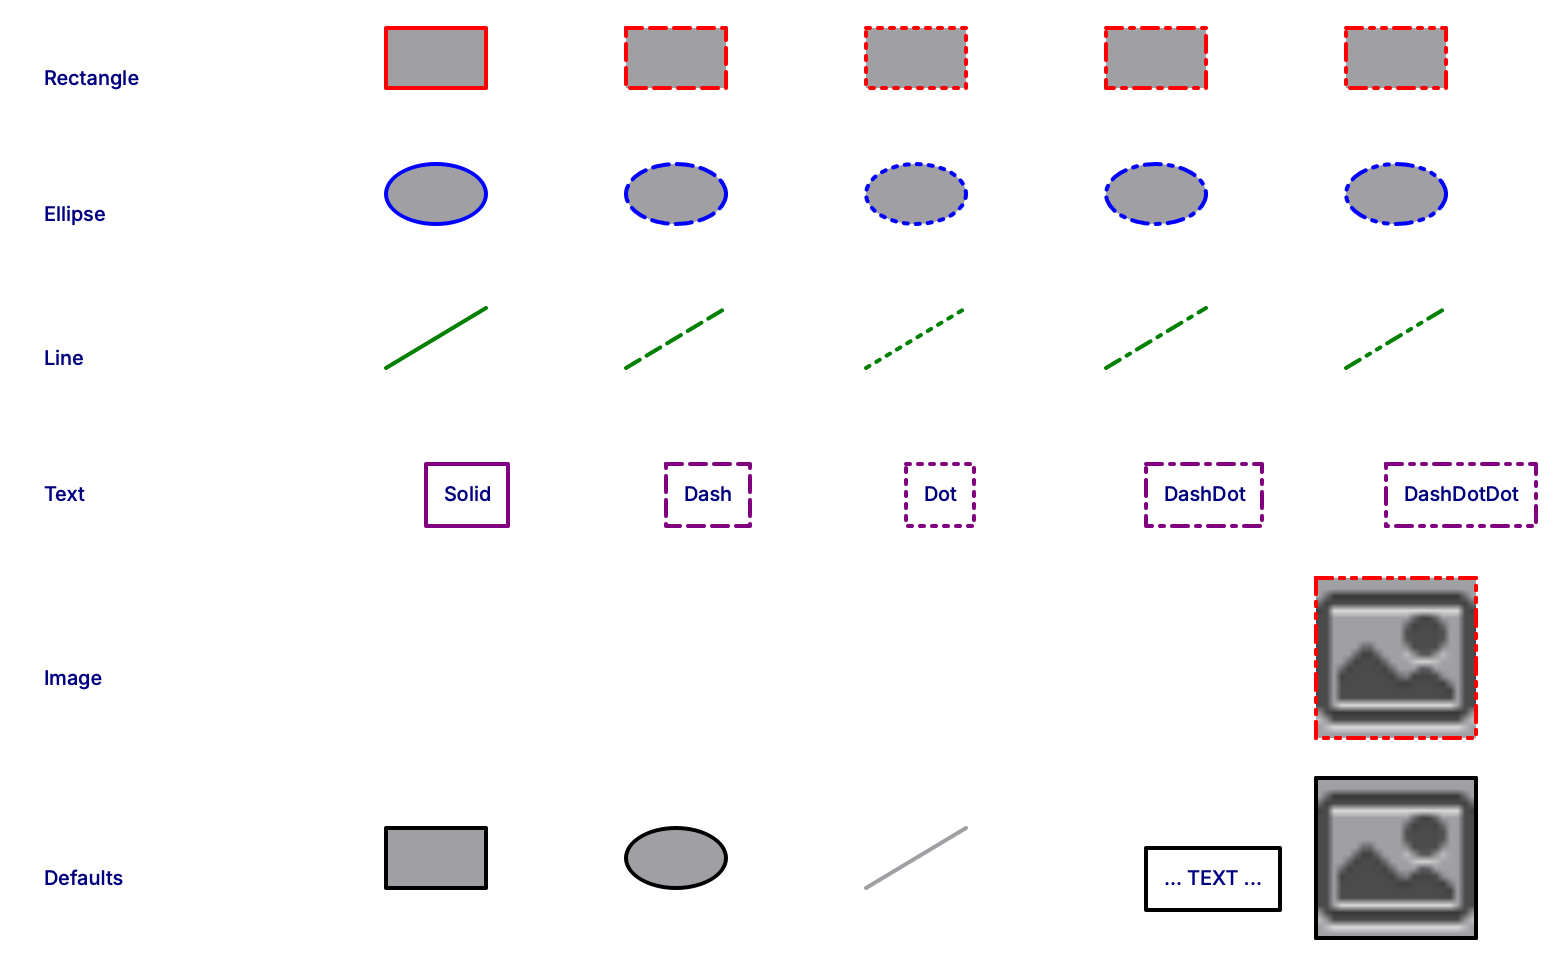 Rectangle
Ellipse
Line
Text
Solid
Dash
Dot
DashDot
DashDotDot
Image
Defaults
... TEXT ...